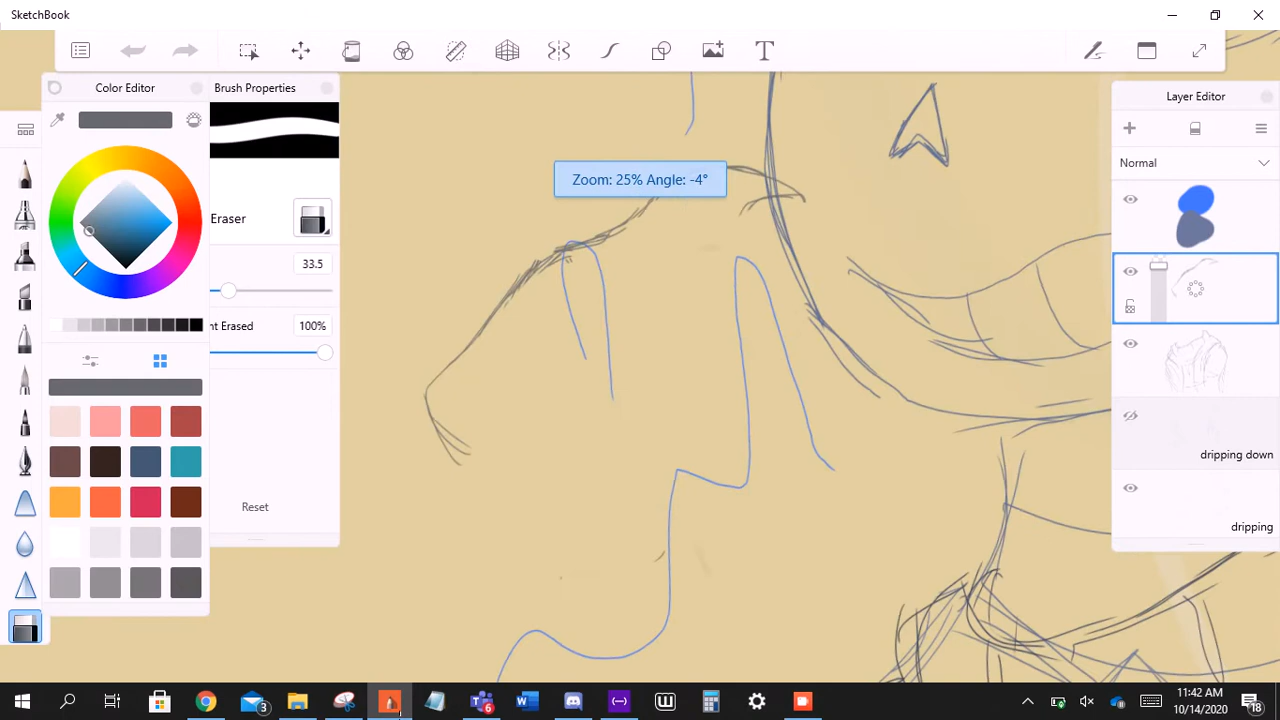 SketchBook
Color Editor
Brush Properties
Layer Editor
Normal
Zoom: 25% Angle: -4°
Eraser
33.5
nt Erased
100%
Reset
dripping down
dripping
3
6
11:42 AM
10/14/2020
18